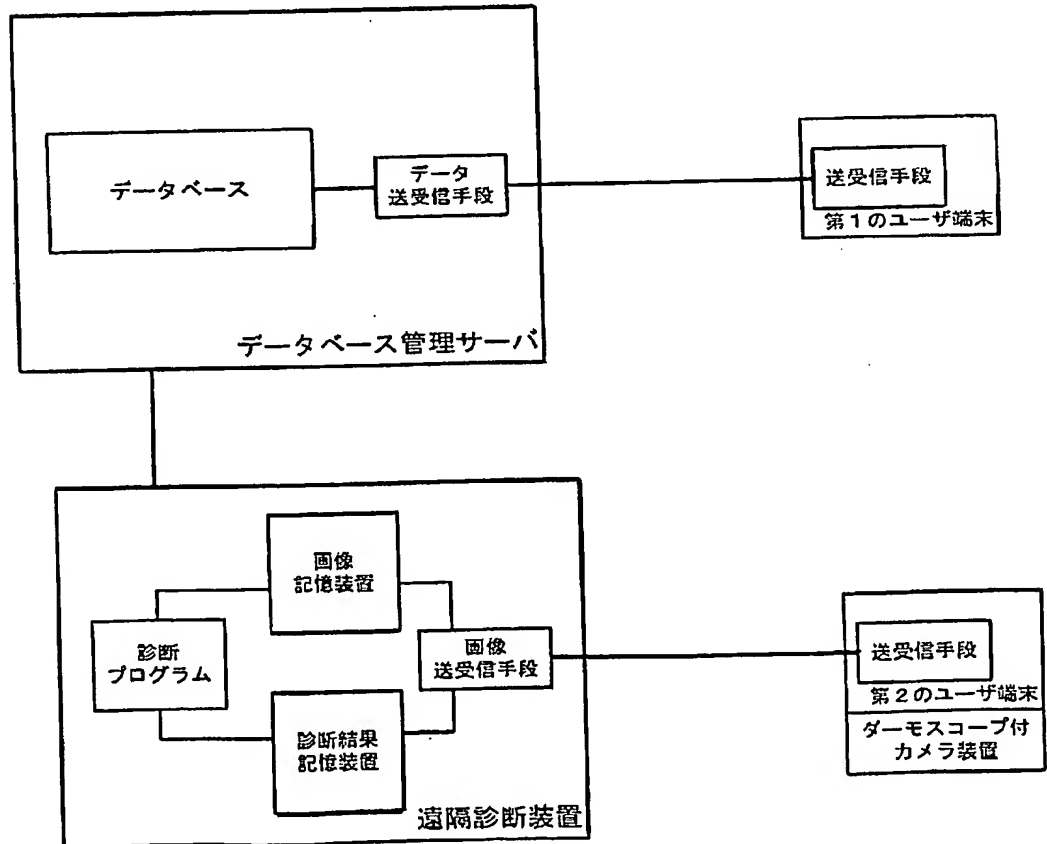 データベース
データ
送受信手段
送受信手段
第1のユーザ端末
データベース管理サーバ
画像
記憶装置
診断
プログラム
画像
送受信手段
診断結果
記憶装置
遠隔診断装置
送受信手段
第2のユーザ端末
ダーモスコープ付
カメラ装置